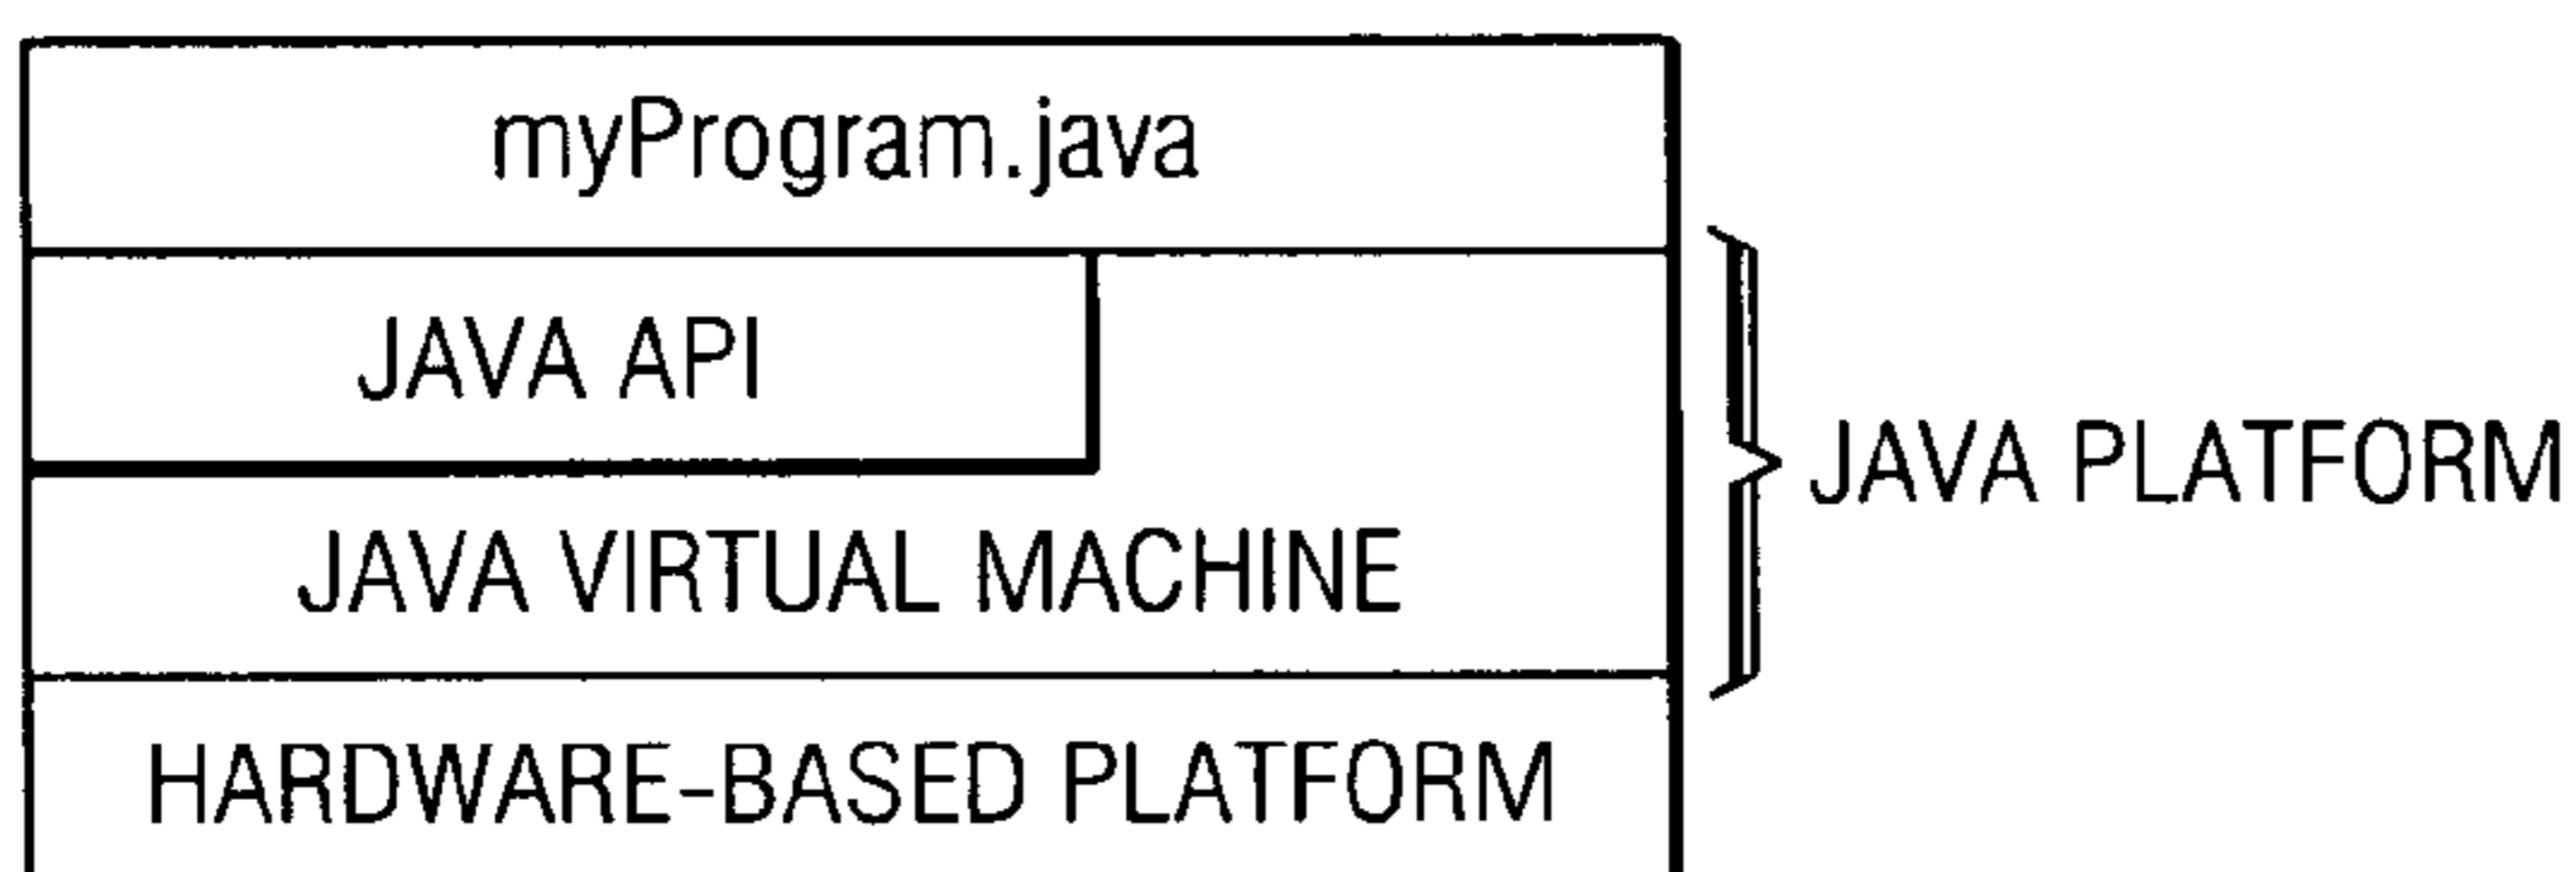 myProgram.java
JAVA API
JAVA PLATFORM
JAVA VIRTUAL MACHINE
HARDWARE-BASED PLATFORM